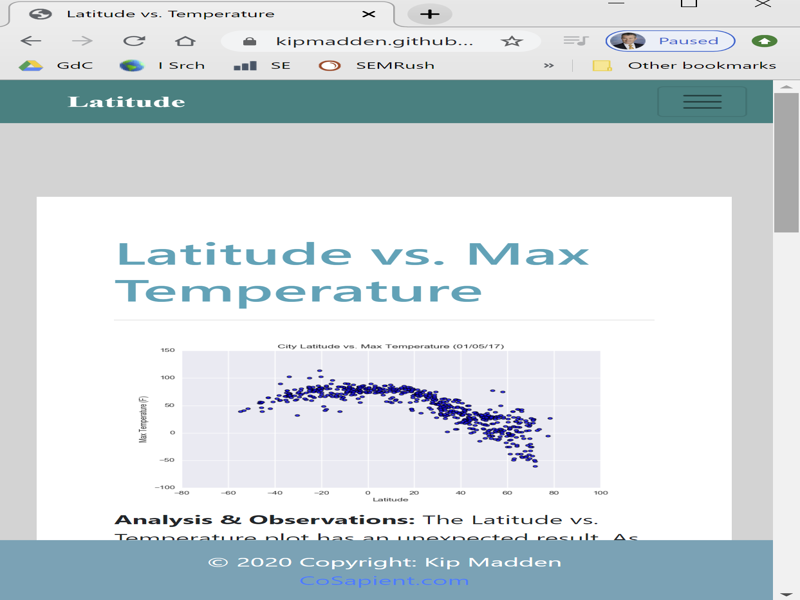 Latitude vs. Temperature
kipmadden.github...
Paused
GdC
I Srch
SE
SEMRush
»
Other bookmarks
Latitude
Latitude vs. Max
Temperature
City Latitude vs. Max Temperature (01/05/17)
150
100
50
0
−50
−100
Max Temperature (F)
−80 −60 −40 −20 0 20 40 60 80 100
Latitude
Analysis & Observations: The Latitude vs.
Temperature plot has an unexpected result. As
© 2020 Copyright: Kip Madden
CoSapient.com